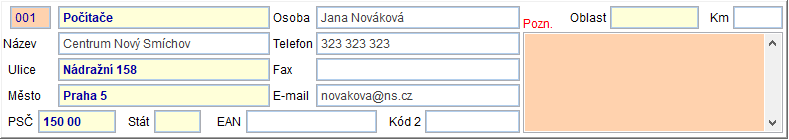 001 Počítače Osoba Jana Nováková Pozn. Oblast Km
Název Centrum Nový Smíchov Telefon 323 323 323
Ulice Nádražní 158 Fax
Město Praha 5 E-mail novakova@ns.cz
PSČ 150 00 Stát EAN Kód 2